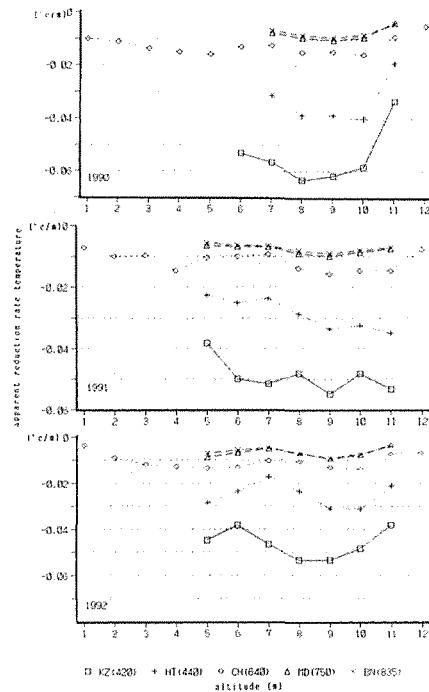 [°c/m]0
-0.02
-0.04
-0.06
1990
1 2 3 4 5 6 7 8 9 10 11 12
[°c/m]0
-0.02
-0.04
-0.06
1991
1 2 3 4 5 6 7 8 9 10 11 12
apparent reduction rate temperature
[°c/m]0
-0.02
-0.04
-0.06
1992
1 2 3 4 5 6 7 8 9 10 11 12
□ KZ(420) + HT(440) ◇ CH(640) △ MD(750) × BN(835)
altitude [m]